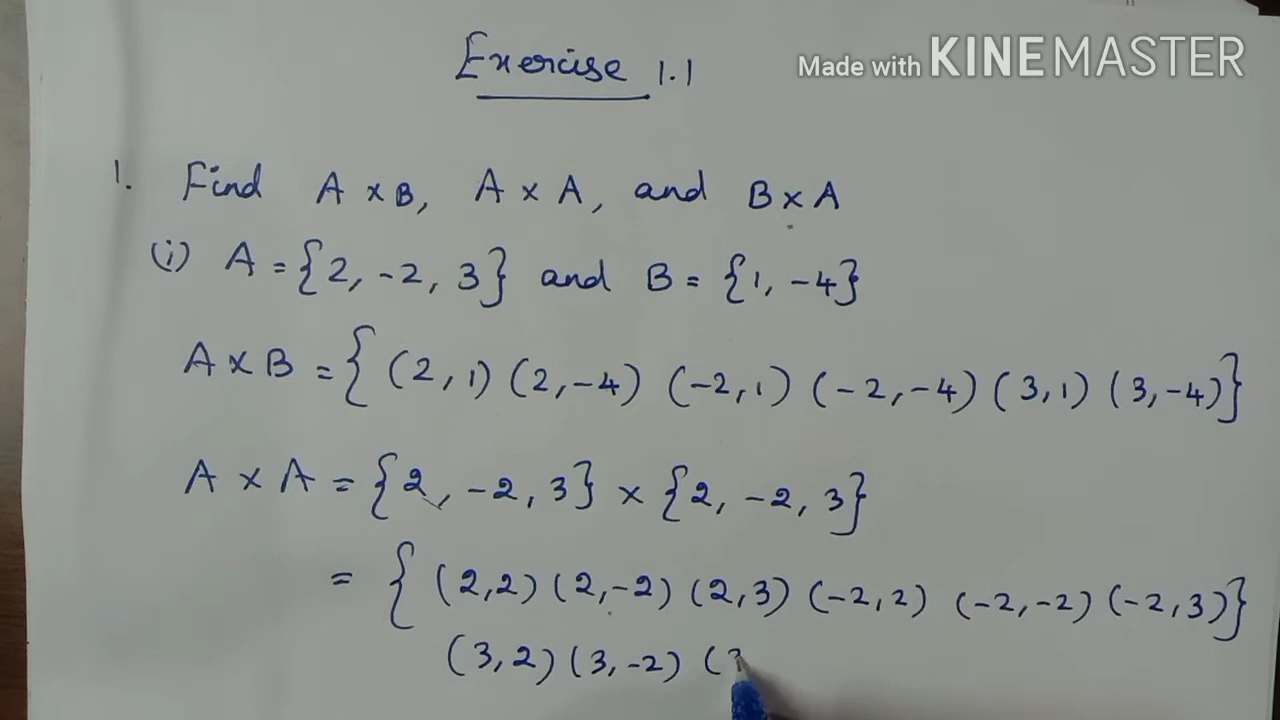 Made with KINEMASTER
Exercise 1.1
1. Find A × B, A × A, and B × A
(i) A = {2, -2, 3} and B = {1, -4}
A × B = { (2, 1) (2, -4) (-2, 1) (-2, -4) (3, 1) (3, -4)}
A × A = {2, -2, 3} × {2, -2, 3}
= { (2,2) (2,-2) (2,3) (-2,2) (-2,-2) (-2,3)}
(3,2) (3,-2) (3